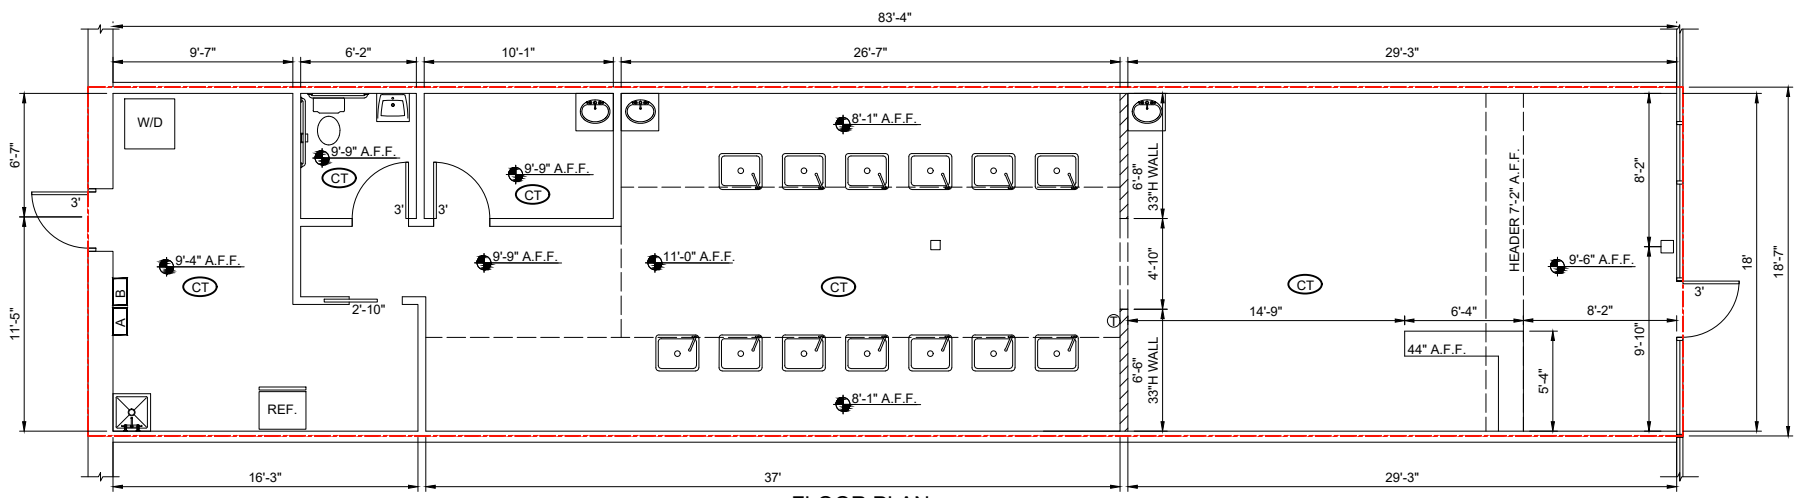 83'-4"
9'-7"
6'-2"
10'-1"
26'-7"
29'-3"
W/D
8'-1" A.F.F.
9'-9" A.F.F.
CT
9'-9" A.F.F.
CT
6'-7"
3'
3'
3'
6'-8"
33"H WALL
HEADER 7'-2" A.F.F.
8'-2"
9'-4" A.F.F.
CT
9'-9" A.F.F.
11'-0" A.F.F.
CT
4'-10"
CT
9'-6" A.F.F.
18'
18'-7"
B
A
2'-10"
T
14'-9"
6'-4"
8'-2"
3'
11'-5"
44" A.F.F.
9'-10"
6'-6"
33"H WALL
5'-4"
REF.
8'-1" A.F.F.
16'-3"
37'
29'-3"
FLOOR PLAN